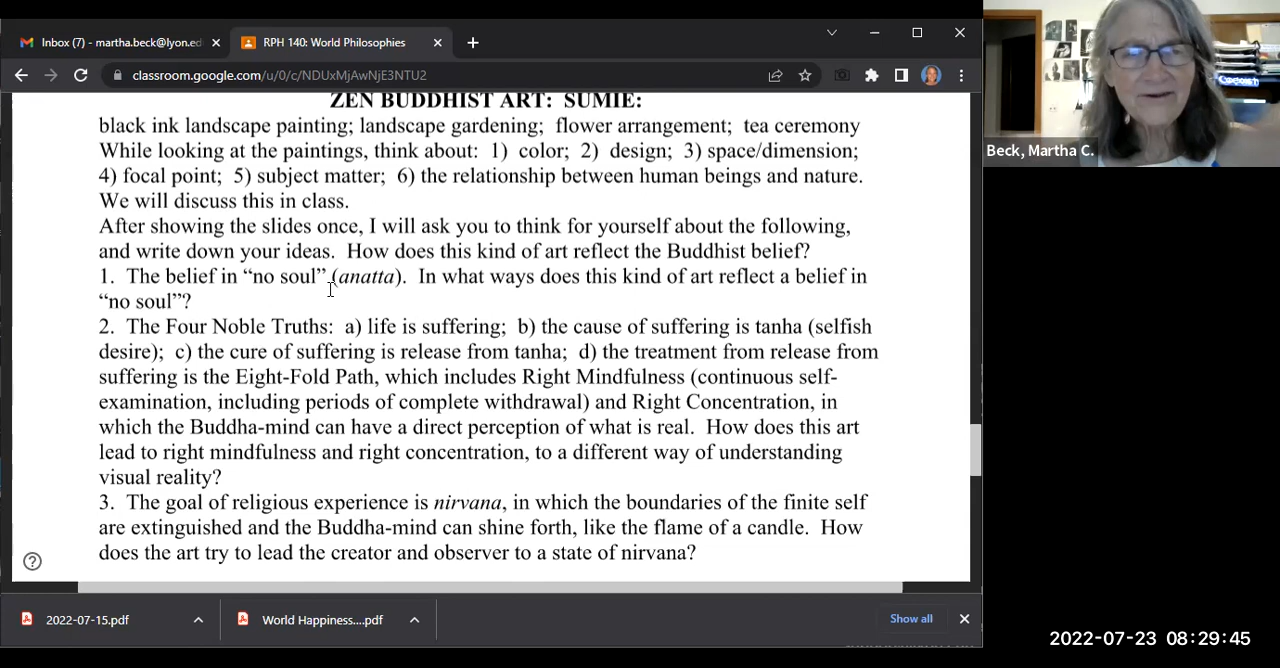 Inbox (7) - martha.beck@lyon.ed
RPH 140: World Philosophies
classroom.google.com/u/0/c/NDUxMjAwNjE3NTU2
Beck, Martha C.
ZEN BUDDHIST ART: SUMIE:
black ink landscape painting; landscape gardening; flower arrangement; tea ceremony
While looking at the paintings, think about: 1) color; 2) design; 3) space/dimension;
4) focal point; 5) subject matter; 6) the relationship between human beings and nature.
We will discuss this in class.
After showing the slides once, I will ask you to think for yourself about the following,
and write down your ideas. How does this kind of art reflect the Buddhist belief?
1. The belief in “no soul” (anatta). In what ways does this kind of art reflect a belief in
“no soul”?
2. The Four Noble Truths: a) life is suffering; b) the cause of suffering is tanha (selfish
desire); c) the cure of suffering is release from tanha; d) the treatment from release from
suffering is the Eight-Fold Path, which includes Right Mindfulness (continuous self-
examination, including periods of complete withdrawal) and Right Concentration, in
which the Buddha-mind can have a direct perception of what is real. How does this art
lead to right mindfulness and right concentration, to a different way of understanding
visual reality?
3. The goal of religious experience is nirvana, in which the boundaries of the finite self
are extinguished and the Buddha-mind can shine forth, like the flame of a candle. How
does the art try to lead the creator and observer to a state of nirvana?
2022-07-15.pdf
World Happiness....pdf
Show all
2022-07-23 08:29:45